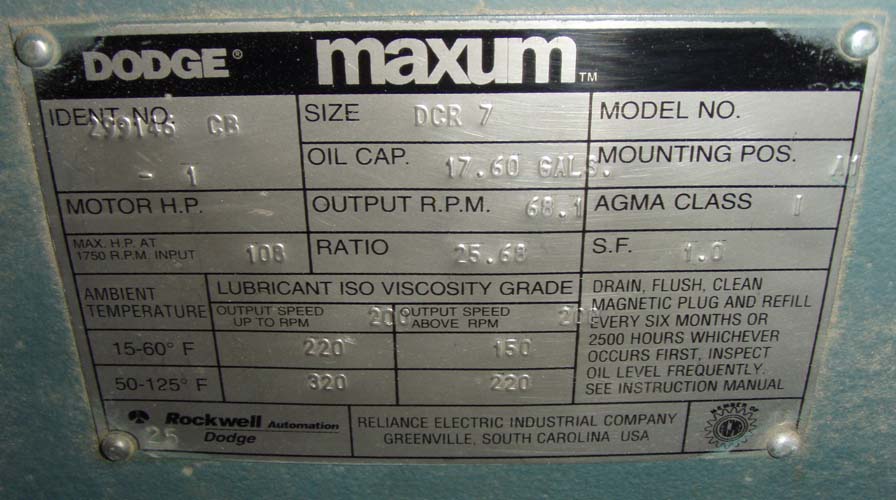 DODGE® maxum™
IDENT. NO. 299146 CB
- 1
SIZE DCR 7
MODEL NO.
OIL CAP. 17.60 GALS.
MOUNTING POS.
MOTOR H.P.
OUTPUT R.P.M. 68.1
AGMA CLASS I
MAX. H.P. AT
1750 R.P.M. INPUT 108
RATIO 25.68
S.F. 1.0
AMBIENT
TEMPERATURE
LUBRICANT ISO VISCOSITY GRADE
OUTPUT SPEED
UP TO RPM 200
OUTPUT SPEED
ABOVE RPM
15-60° F 220 150
50-125° F 320 220
DRAIN, FLUSH, CLEAN
MAGNETIC PLUG AND REFILL
EVERY SIX MONTHS OR
2500 HOURS WHICHEVER
OCCURS FIRST, INSPECT
OIL LEVEL FREQUENTLY.
SEE INSTRUCTION MANUAL
Rockwell Automation
25 Dodge
RELIANCE ELECTRIC INDUSTRIAL COMPANY
GREENVILLE, SOUTH CAROLINA USA
MEMBER OF